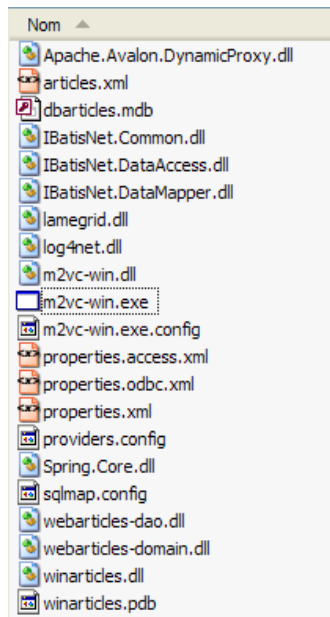 Nom
Apache.Avalon.DynamicProxy.dll
articles.xml
dbarticles.mdb
IBatisNet.Common.dll
IBatisNet.DataAccess.dll
IBatisNet.DataMapper.dll
lamegrid.dll
log4net.dll
m2vc-win.dll
m2vc-win.exe
m2vc-win.exe.config
properties.access.xml
properties.odbc.xml
properties.xml
providers.config
Spring.Core.dll
sqlmap.config
webarticles-dao.dll
webarticles-domain.dll
winarticles.dll
winarticles.pdb